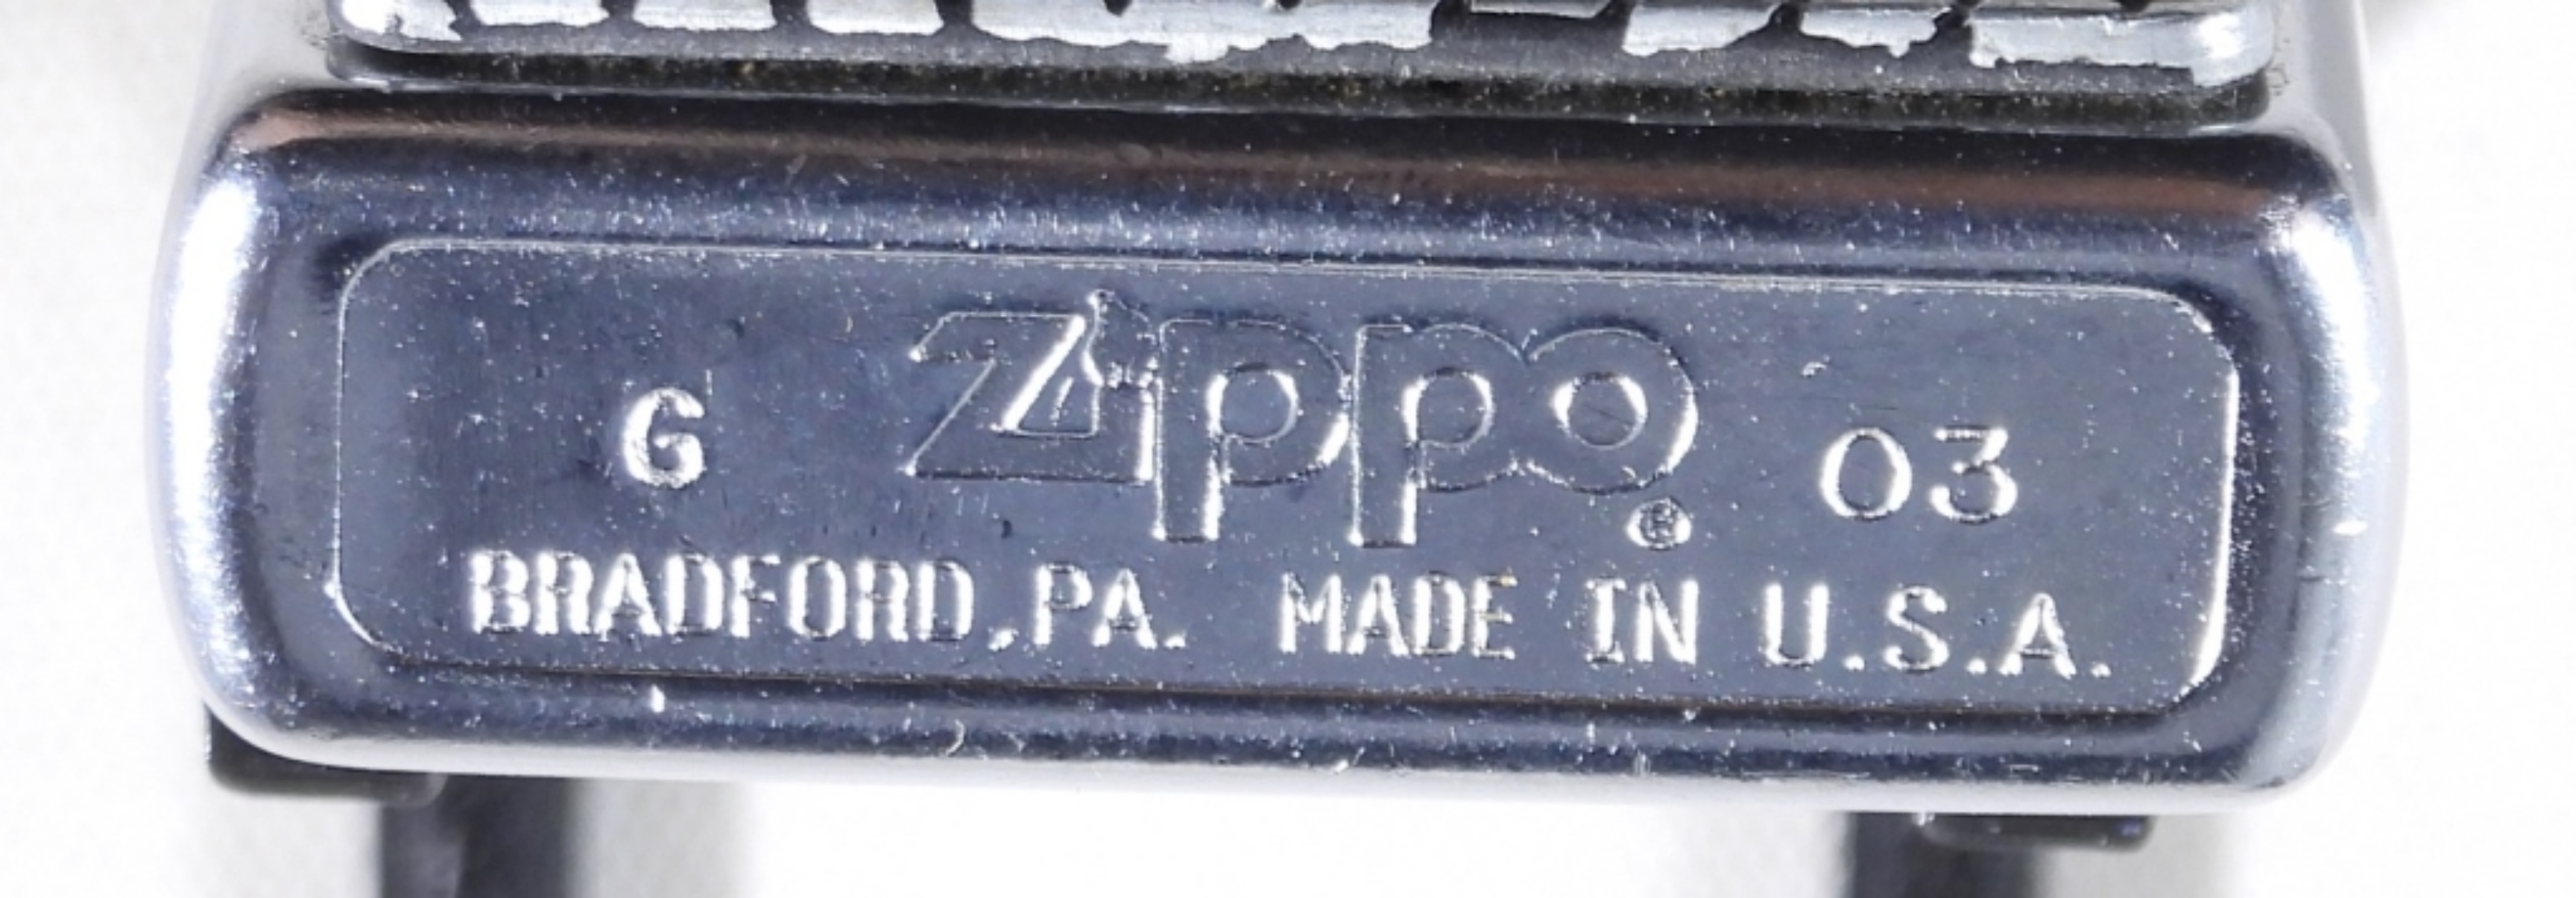 G Zippo® 03
BRADFORD, PA. MADE IN U.S.A.